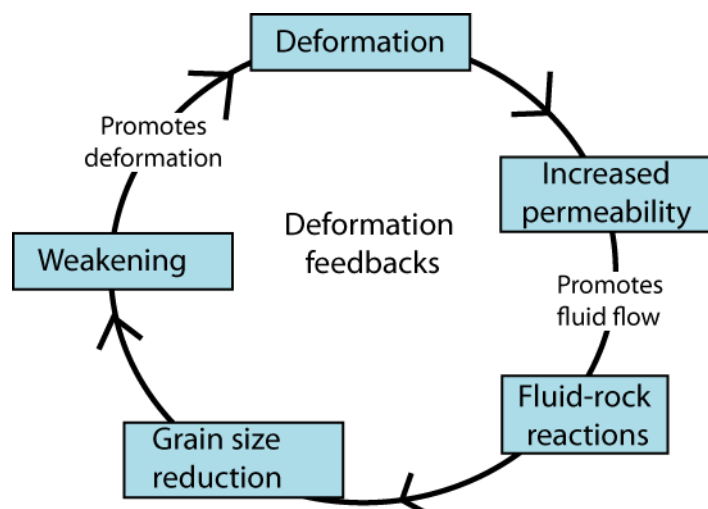 Deformation
Increased
permeability
Promotes
fluid flow
Fluid-rock
reactions
Grain size
reduction
Weakening
Promotes
deformation
Deformation
feedbacks